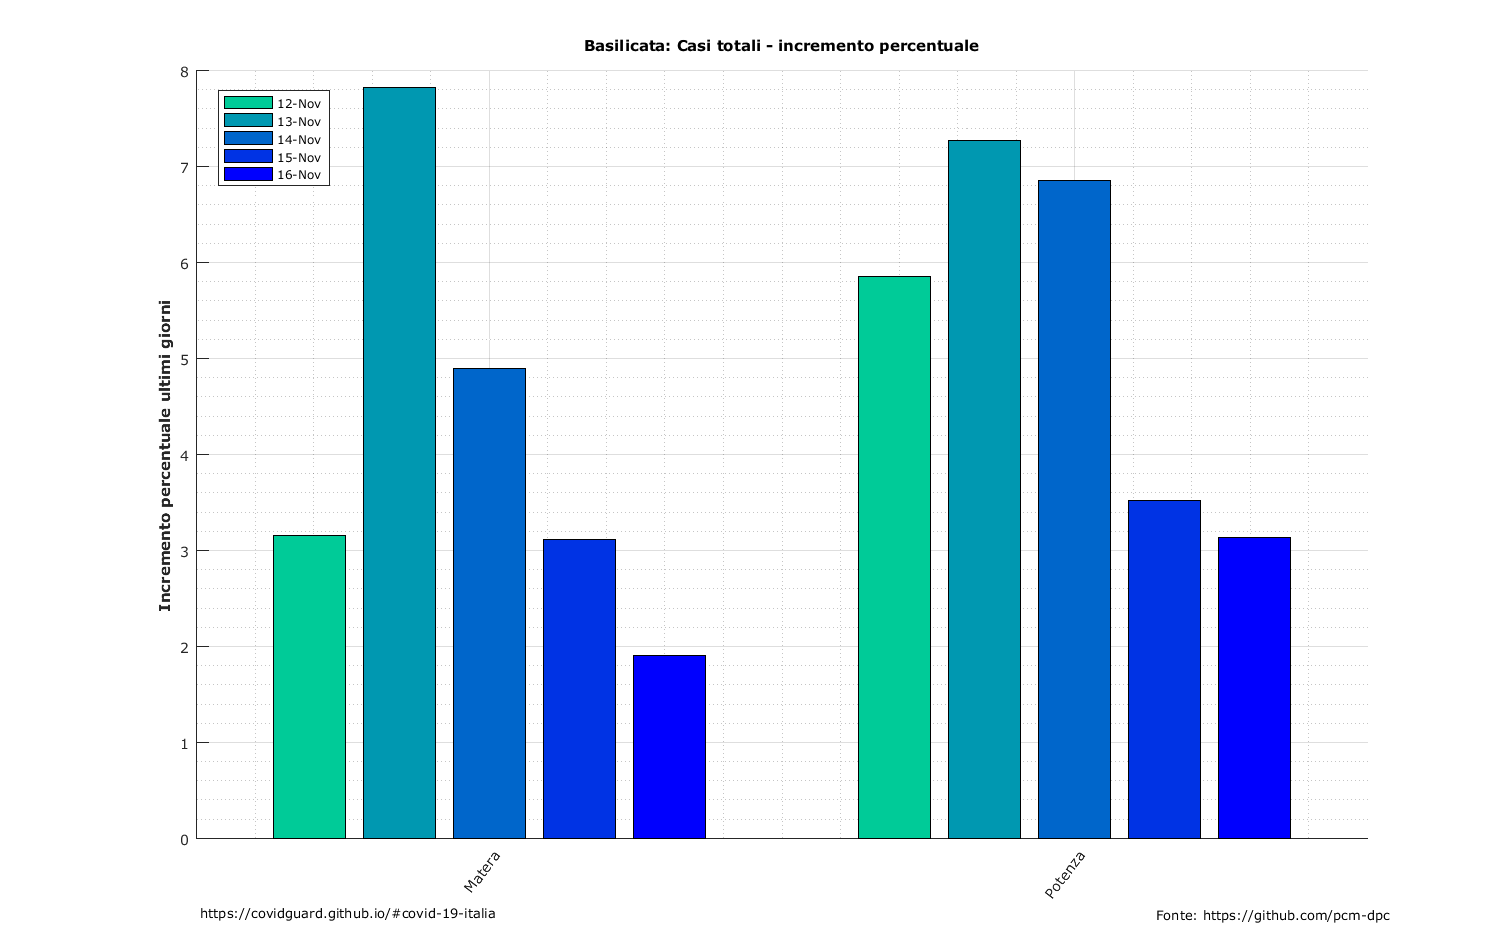 Basilicata: Casi totali - incremento percentuale
8
7
6
5
4
3
2
1
0
Incremento percentuale ultimi giorni
12-Nov
13-Nov
14-Nov
15-Nov
16-Nov
Matera
Potenza
https://covidguard.github.io/#covid-19-italia
Fonte: https://github.com/pcm-dpc